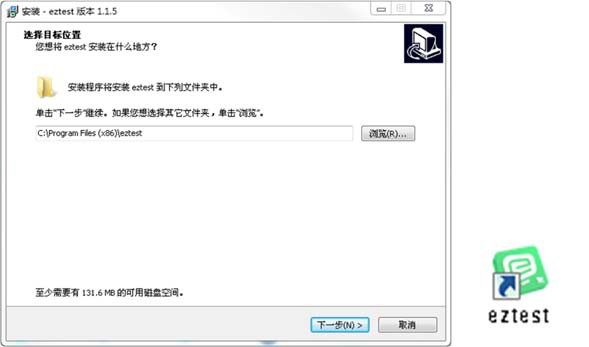 安装 - eztest 版本 1.1.5
选择目标位置
您想将 eztest 安装在什么地方？
安装程序将安装 eztest 到下列文件夹中。
单击“下一步”继续。如果您想选择其它文件夹，单击“浏览”。
C:\Program Files (x86)\eztest
浏览(R)...
至少需要有 131.6 MB 的可用磁盘空间。
下一步(N) >
取消
eztest